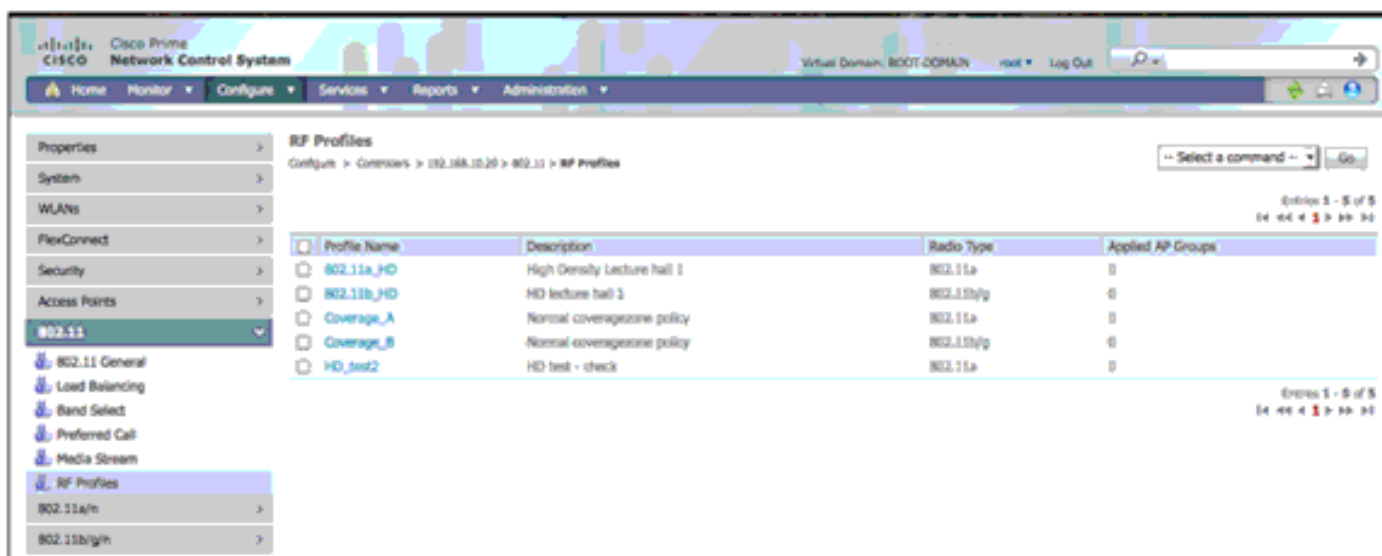 Cisco Prime
CISCO Network Control System
Virtual Domain: ROOT-DOMAIN root Log Out
Home Monitor Configure Services Reports Administration
Properties
System
WLANs
FlexConnect
Security
Access Points
802.11
802.11 General
Load Balancing
Band Select
Preferred Call
Media Stream
RF Profiles
802.11a/n
802.11b/g/n
RF Profiles
Configure > Controllers > 192.168.10.20 > 802.11 > RF Profiles
-- Select a command -- Go
Entries 1 - 5 of 5
1
Profile Name Description Radio Type Applied AP Groups
802.11a_HD High Density Lecture hall 1 802.11a 0
802.11b_HD HD lecture hall 1 802.11b/g 0
Coverage_A Normal coveragezone policy 802.11a 0
Coverage_B Normal coveragezone policy 802.11b/g 0
HD_test2 HD test - check 802.11a 0
Entries 1 - 5 of 5
1